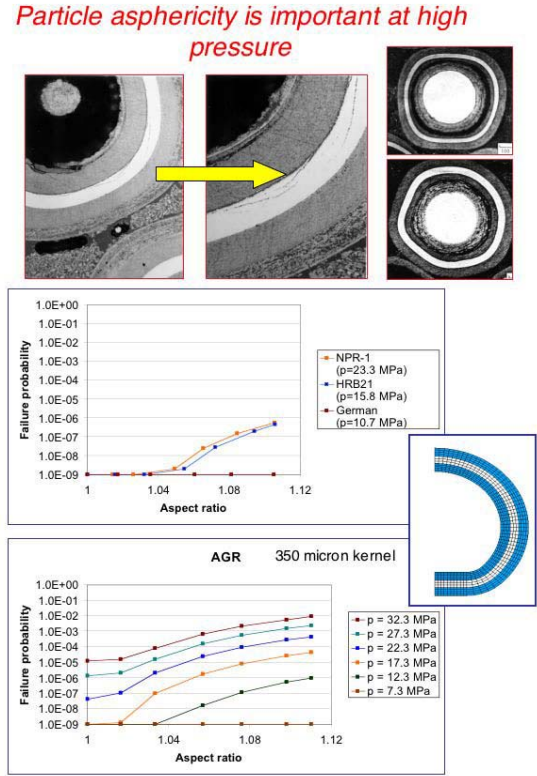 Particle asphericity is important at high
pressure
1.0E+00
1.0E-01
1.0E-02
1.0E-03
1.0E-04
1.0E-05
1.0E-06
1.0E-07
1.0E-08
1.0E-09
Failure probability
1 1.04 1.08 1.12
Aspect ratio
NPR-1
(p=23.3 MPa)
HRB21
(p=15.8 MPa)
German
(p=10.7 MPa)
AGR 350 micron kernel
1.0E+00
1.0E-01
1.0E-02
1.0E-03
1.0E-04
1.0E-05
1.0E-06
1.0E-07
1.0E-08
1.0E-09
Failure probability
1 1.04 1.08 1.12
Aspect ratio
p = 32.3 MPa
p = 27.3 MPa
p = 22.3 MPa
p = 17.3 MPa
p = 12.3 MPa
p = 7.3 MPa